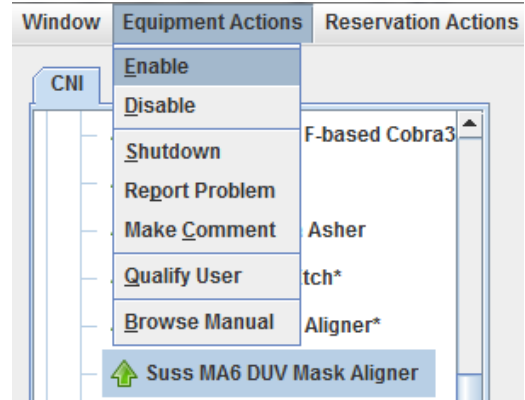 Window Equipment Actions Reservation Actions
Enable
CNI
Disable
F-based Cobra3
Shutdown
Report Problem
Make Comment Asher
Qualify User tch*
Browse Manual Aligner*
Suss MA6 DUV Mask Aligner